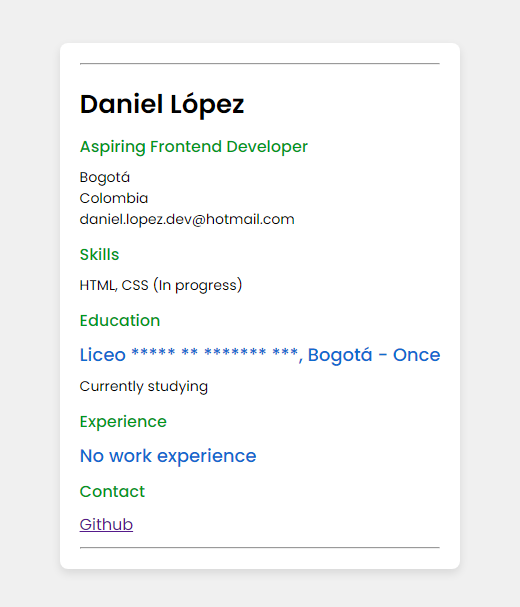 Daniel López
Aspiring Frontend Developer
Bogotá
Colombia
daniel.lopez.dev@hotmail.com
Skills
HTML, CSS (In progress)
Education
Liceo ***** ** ******* ***, Bogotá - Once
Currently studying
Experience
No work experience
Contact
Github